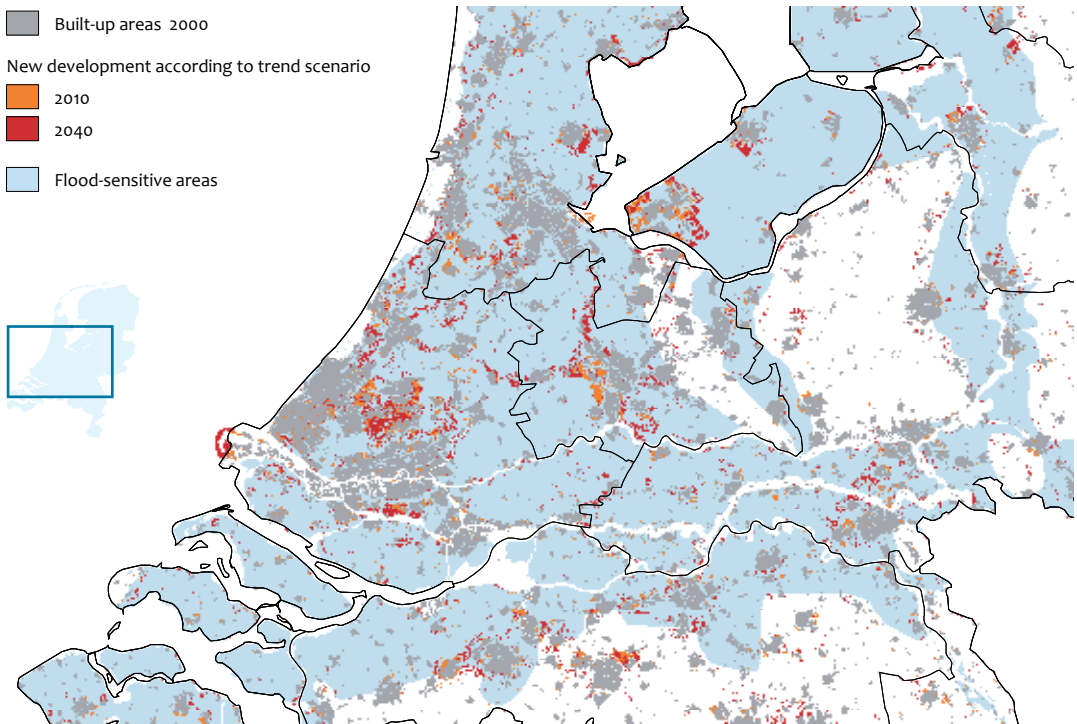 Built-up areas 2000
New development according to trend scenario
2010
2040
Flood-sensitive areas